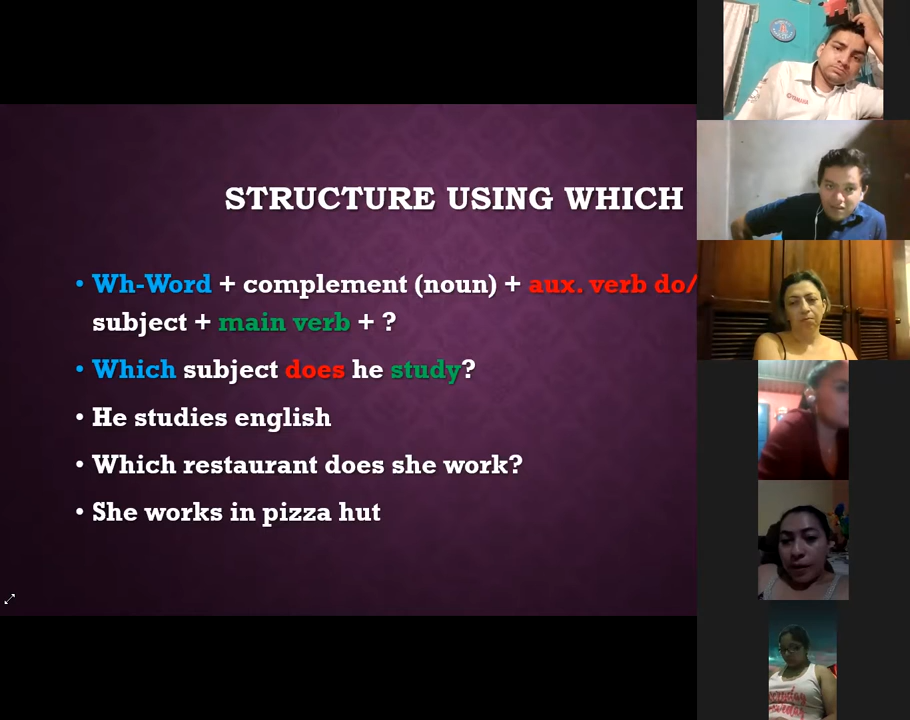 STRUCTURE USING WHICH
• Wh-Word + complement (noun) + aux. verb do/
subject + main verb + ?
• Which subject does he study?
• He studies english
• Which restaurant does she work?
• She works in pizza hut
YAMAHA